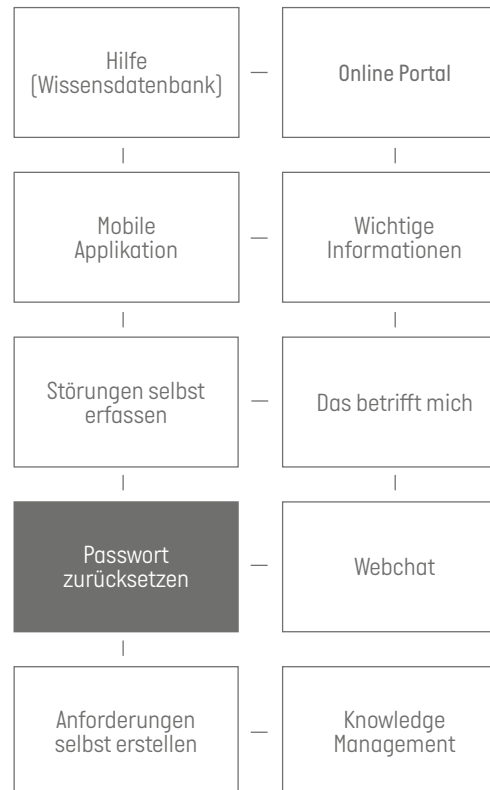 Hilfe
(Wissensdatenbank)
Online Portal
Mobile
Applikation
Wichtige
Informationen
Störungen selbst
erfassen
Das betrifft mich
Passwort
zurücksetzen
Webchat
Anforderungen
selbst erstellen
Knowledge
Management